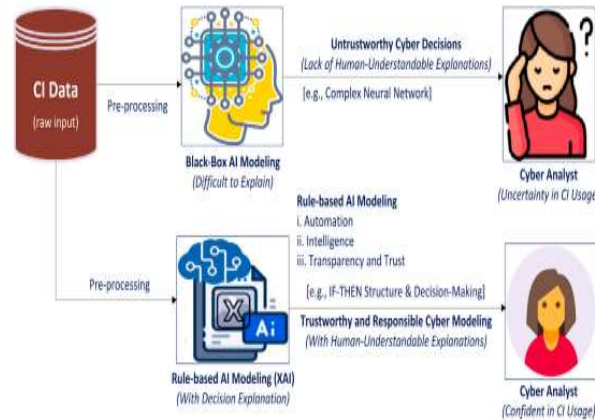 CI Data
(raw input)
Pre-processing
Black-Box AI Modeling
(Difficult to Explain)
Untrustworthy Cyber Decisions
(Lack of Human-Understandable Explanations)
[e.g., Complex Neural Network]
?
Cyber Analyst
(Uncertainty in CI Usage)
Pre-processing
X
Ai
Rule-based AI Modeling (XAI)
(With Decision Explanation)
Rule-based AI Modeling
i. Automation
ii. Intelligence
iii. Transparency and Trust
[e.g., IF-THEN Structure & Decision-Making]
Trustworthy and Responsible Cyber Modeling
(With Human-Understandable Explanations)
Cyber Analyst
(Confident in CI Usage)